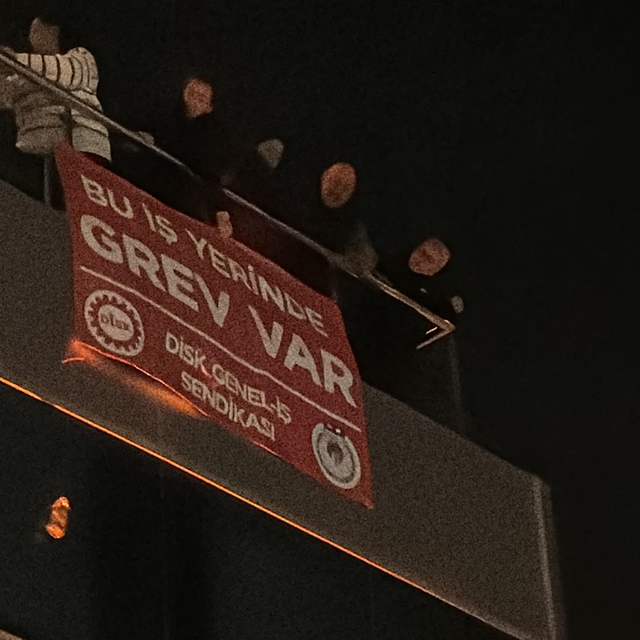 BU İŞ YERİNDE
GREV VAR
DİSK GENEL-İŞ
SENDİKASI